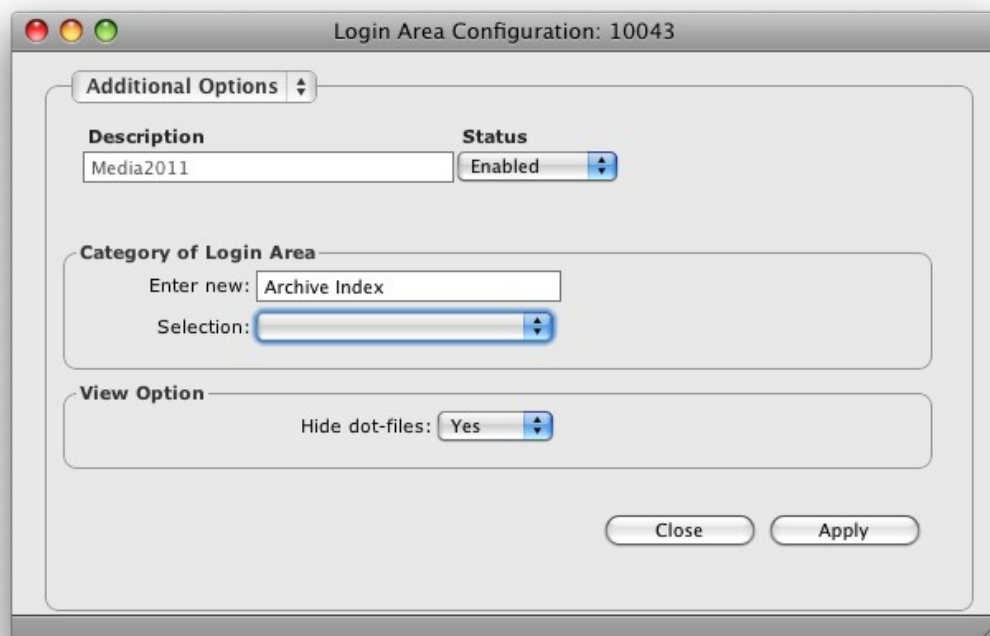 Login Area Configuration: 10043
Additional Options
Description Status
Media2011 Enabled
Category of Login Area
Enter new: Archive Index
Selection:
View Option
Hide dot-files: Yes
Close Apply